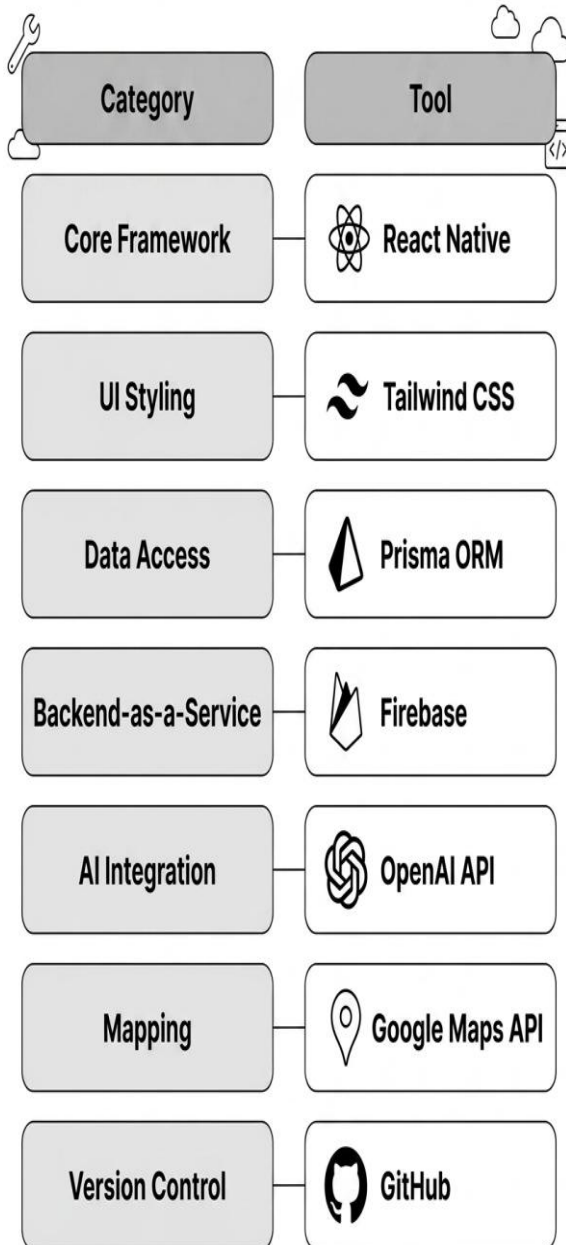 Category Tool
</>
Core Framework React Native
UI Styling Tailwind CSS
Data Access Prisma ORM
Backend-as-a-Service Firebase
AI Integration OpenAI API
Mapping Google Maps API
Version Control GitHub